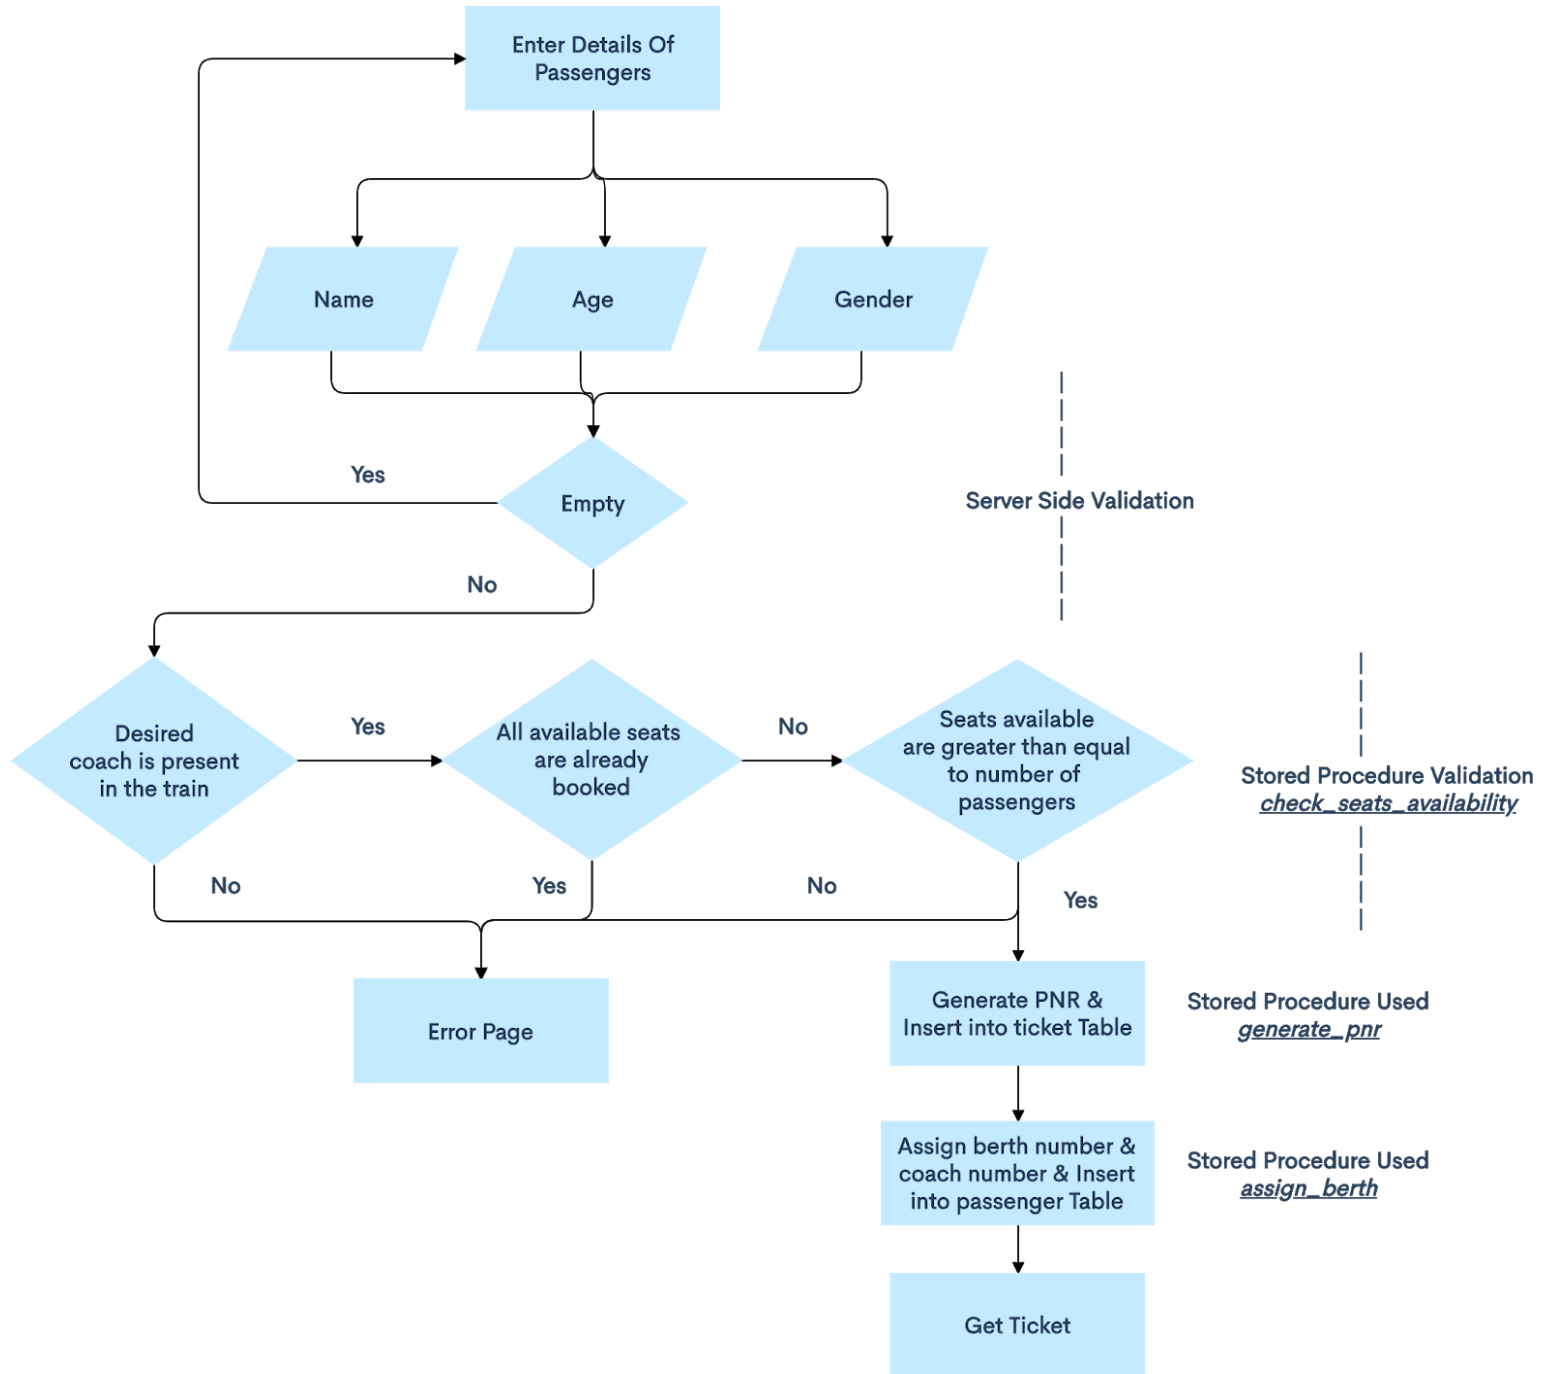 Enter Details Of
Passengers
Name
Age
Gender
Yes
Empty
Server Side Validation
No
Desired
coach is present
in the train
Yes
All available seats
are already
booked
No
Seats available
are greater than equal
to number of
passengers
Stored Procedure Validation
check_seats_availability
No
Yes
No
Yes
Error Page
Generate PNR &
Insert into ticket Table
Stored Procedure Used
generate_pnr
Assign berth number &
coach number & Insert
into passenger Table
Stored Procedure Used
assign_berth
Get Ticket